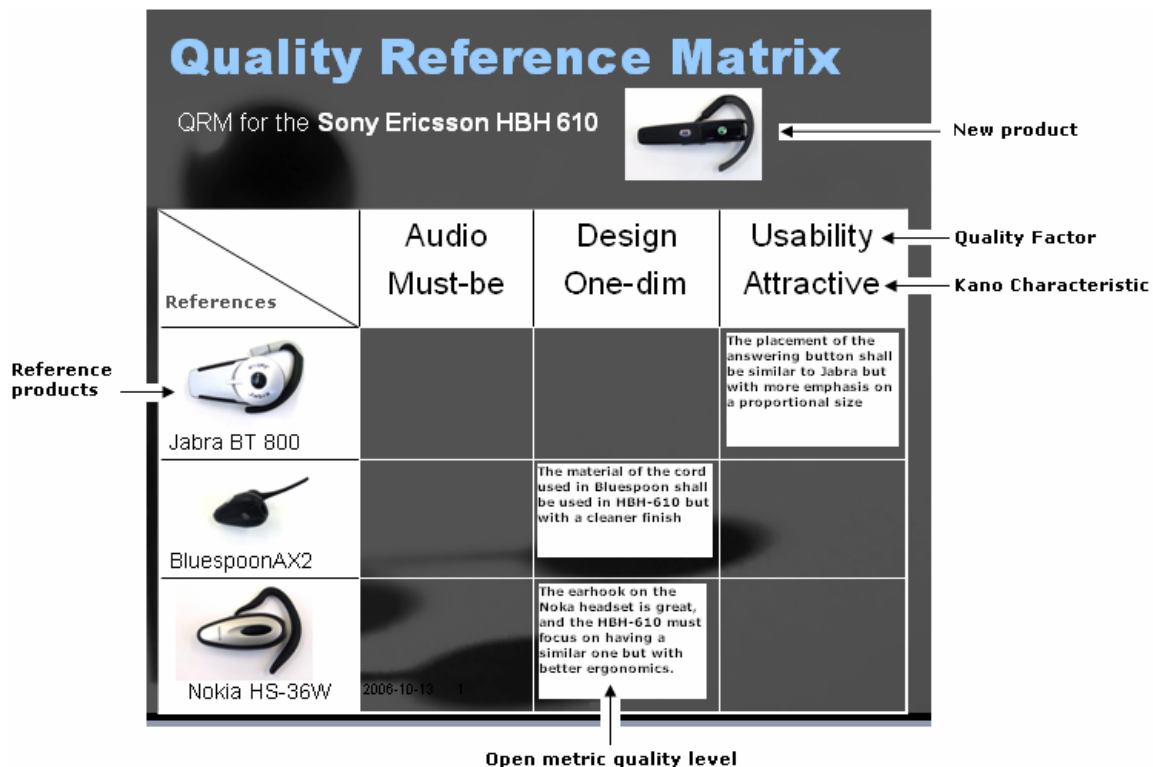 Quality Reference Matrix
QRM for the Sony Ericsson HBH 610
New product
References
Audio
Must-be
Design
One-dim
Usability
Attractive
Quality Factor
Kano Characteristic
Reference
products
Jabra BT 800
The placement of the
answering button shall
be similar to Jabra but
with more emphasis on
a proportional size
BluespoonAX2
The material of the cord
used in Bluespoon shall
be used in HBH-610 but
with a cleaner finish
Nokia HS-36W
2006-10-13 1
The earhook on the
Noka headset is great,
and the HBH-610 must
focus on having a
similar one but with
better ergonomics.
Open metric quality level